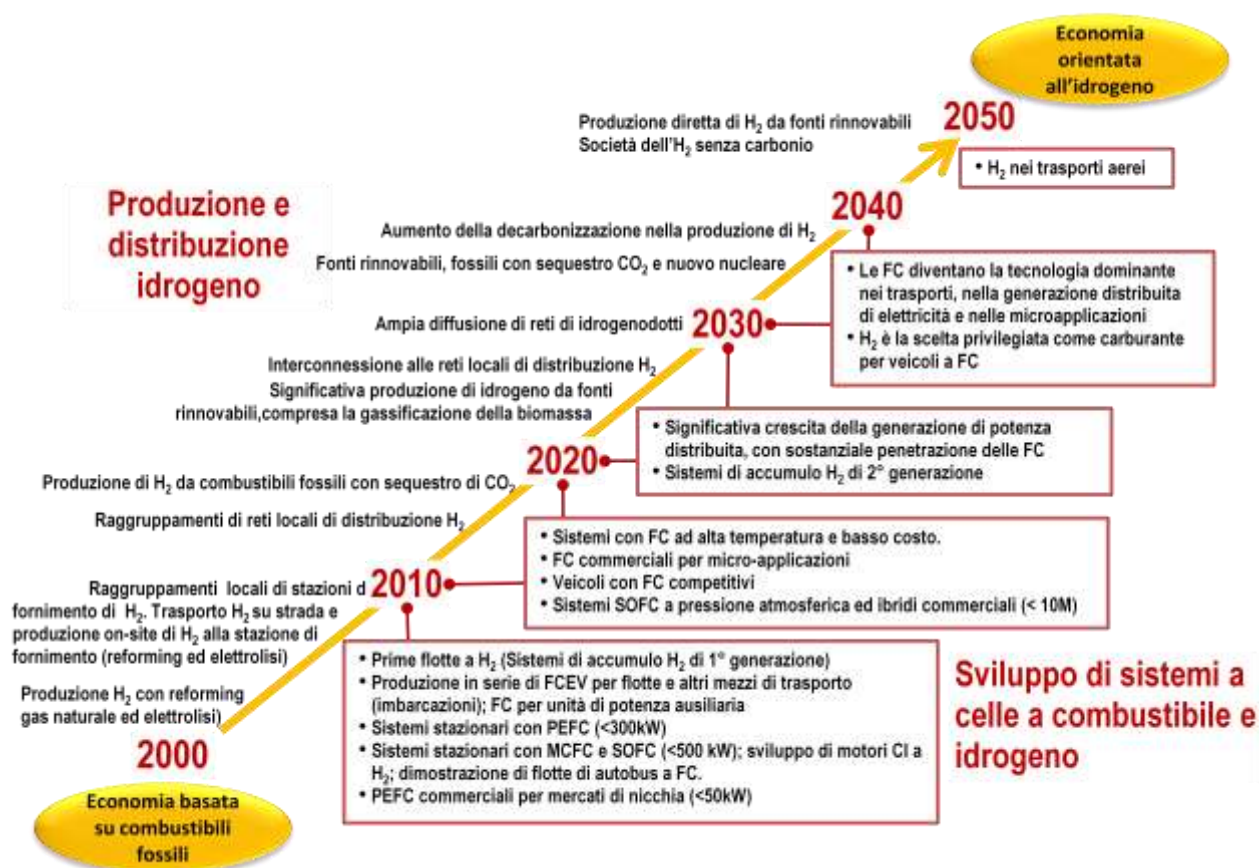 Economia
orientata
all'idrogeno
2050
Produzione diretta di H₂ da fonti rinnovabili
Società dell'H₂ senza carbonio
• H₂ nei trasporti aerei
Produzione e
distribuzione
idrogeno
2040
Aumento della decarbonizzazione nella produzione di H₂
Fonti rinnovabili, fossili con sequestro CO₂ e nuovo nucleare
• Le FC diventano la tecnologia dominante
nei trasporti, nella generazione distribuita
di elettricità e nelle microapplicazioni
• H₂ è la scelta privilegiata come carburante
per veicoli a FC
2030
Ampia diffusione di reti di idrogenodotti
Interconnessione alle reti locali di distribuzione H₂
Significativa produzione di idrogeno da fonti
rinnovabili,compresa la gassificazione della biomassa
• Significativa crescita della generazione di potenza
distribuita, con sostanziale penetrazione delle FC
• Sistemi di accumulo H₂ di 2° generazione
2020
Produzione di H₂ da combustibili fossili con sequestro di CO₂
Raggruppamenti di reti locali di distribuzione H₂
• Sistemi con FC ad alta temperatura e basso costo.
• FC commerciali per micro-applicazioni
• Veicoli con FC competitivi
• Sistemi SOFC a pressione atmosferica ed ibridi commerciali (< 10M)
2010
Raggruppamenti locali di stazioni d
fornimento di H₂. Trasporto H₂ su strada e
produzione on-site di H₂ alla stazione di
fornimento (reforming ed elettrolisi)
• Prime flotte a H₂ (Sistemi di accumulo H₂ di 1° generazione)
• Produzione in serie di FCEV per flotte e altri mezzi di trasporto
(imbarcazioni); FC per unità di potenza ausiliaria
• Sistemi stazionari con PEFC (<300kW)
• Sistemi stazionari con MCFC e SOFC (<500 kW); sviluppo di motori CI a
H₂; dimostrazione di flotte di autobus a FC.
• PEFC commerciali per mercati di nicchia (<50kW)
Sviluppo di sistemi a
celle a combustibile e
idrogeno
Produzione H₂ con reforming
gas naturale ed elettrolisi)
2000
Economia basata
su combustibili
fossili